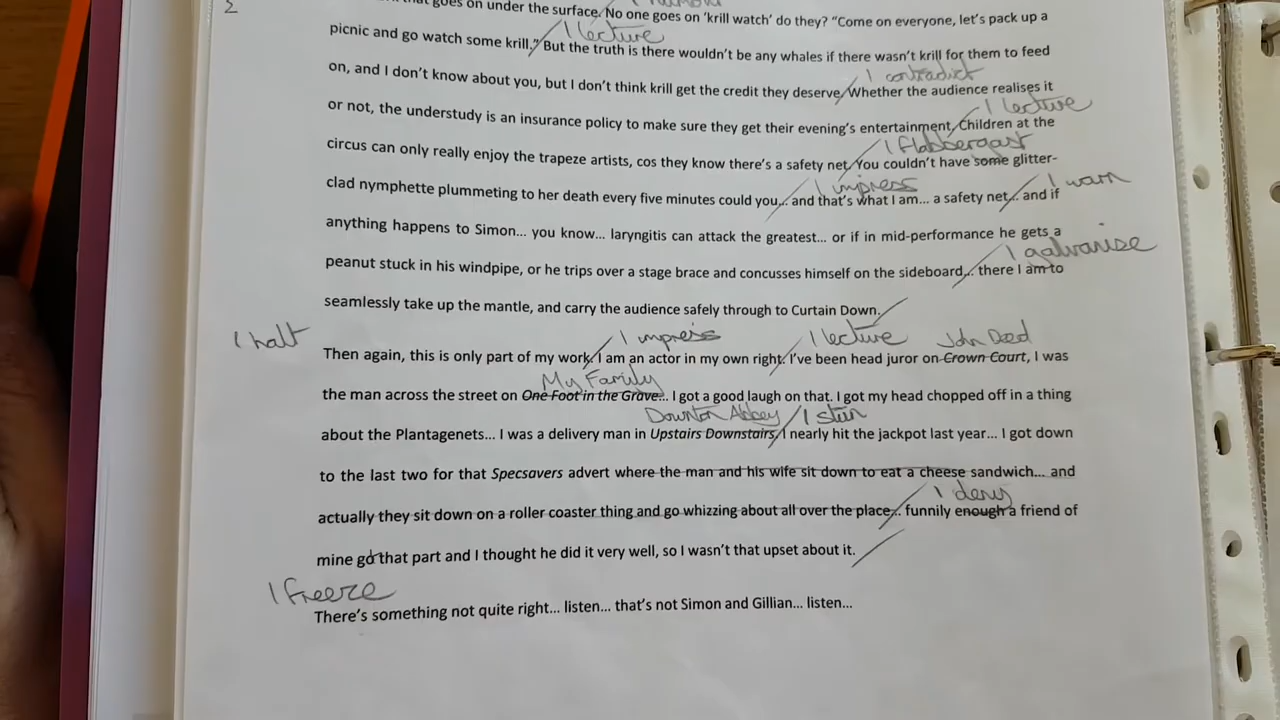 2
goes on under the surface. No one goes on 'krill watch' do they? "Come on everyone, let's pack up a
I lecture
picnic and go watch some krill." But the truth is there wouldn't be any whales if there wasn't krill for them to feed
I contradict
on, and I don't know about you, but I don't think krill get the credit they deserve. Whether the audience realises it
I lecture
or not, the understudy is an insurance policy to make sure they get their evening's entertainment. Children at the
I flabbergast
circus can only really enjoy the trapeze artists, cos they know there's a safety net. You couldn't have some glitter-
I impress I warn
clad nymphette plummeting to her death every five minutes could you... and that's what I am... a safety net... and if
anything happens to Simon... you know... laryngitis can attack the greatest... or if in mid-performance he gets a
I galvanise
peanut stuck in his windpipe, or he trips over a stage brace and concusses himself on the sideboard... there I am to
seamlessly take up the mantle, and carry the audience safely through to Curtain Down.
I halt I impress I lecture John Deed
Then again, this is only part of my work. I am an actor in my own right. I've been head juror on Crown Court, I was
My Family
the man across the street on One Foot in the Grave... I got a good laugh on that. I got my head chopped off in a thing
Downton Abbey I
about the Plantagenets... I was a delivery man in Upstairs Downstairs, I nearly hit the jackpot last year... I got down
to the last two for that Specsavers advert where the man and his wife sit down to eat a cheese sandwich... and
I deny
actually they sit down on a roller coaster thing and go whizzing about all over the place... funnily enough a friend of
mine got that part and I thought he did it very well, so I wasn't that upset about it.
I freeze
There's something not quite right... listen... that's not Simon and Gillian... listen...